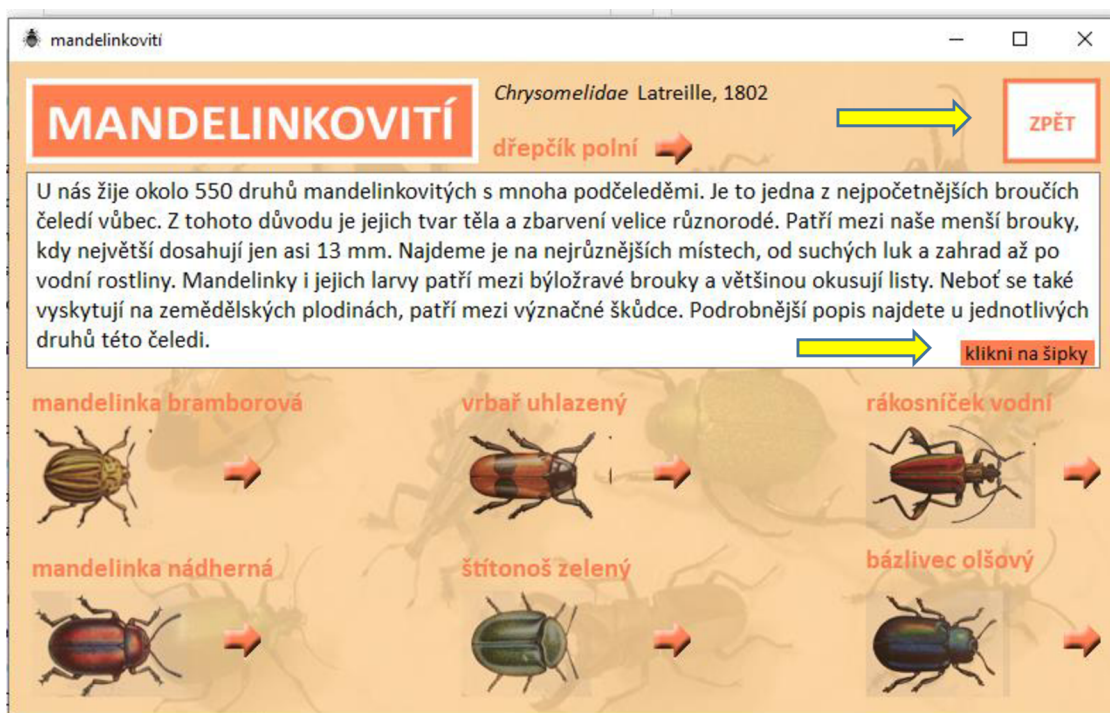 mandelinkovití
MANDELINKOVITÍ
Chrysomelidae Latreille, 1802
dřepčík polní
ZPĚT
U nás žije okolo 550 druhů mandelinkovitých s mnoha podčeleděmi. Je to jedna z nejpočetnějších broučích
čeledí vůbec. Z tohoto důvodu je jejich tvar těla a zbarvení velice různorodé. Patří mezi naše menší brouky,
kdy největší dosahují jen asi 13 mm. Najdeme je na nejrůznějších místech, od suchých luk a zahrad až po
vodní rostliny. Mandelinky i jejich larvy patří mezi býložravé brouky a většinou okusují listy. Neboť se také
vyskytují na zemědělských plodinách, patří mezi význačné škůdce. Podrobnější popis najdete u jednotlivých
druhů této čeledi.
klikni na šipky
mandelinka bramborová
vrbař uhlazený
rákosníček vodní
mandelinka nádherná
štítonoš zelený
bázlivec olšový